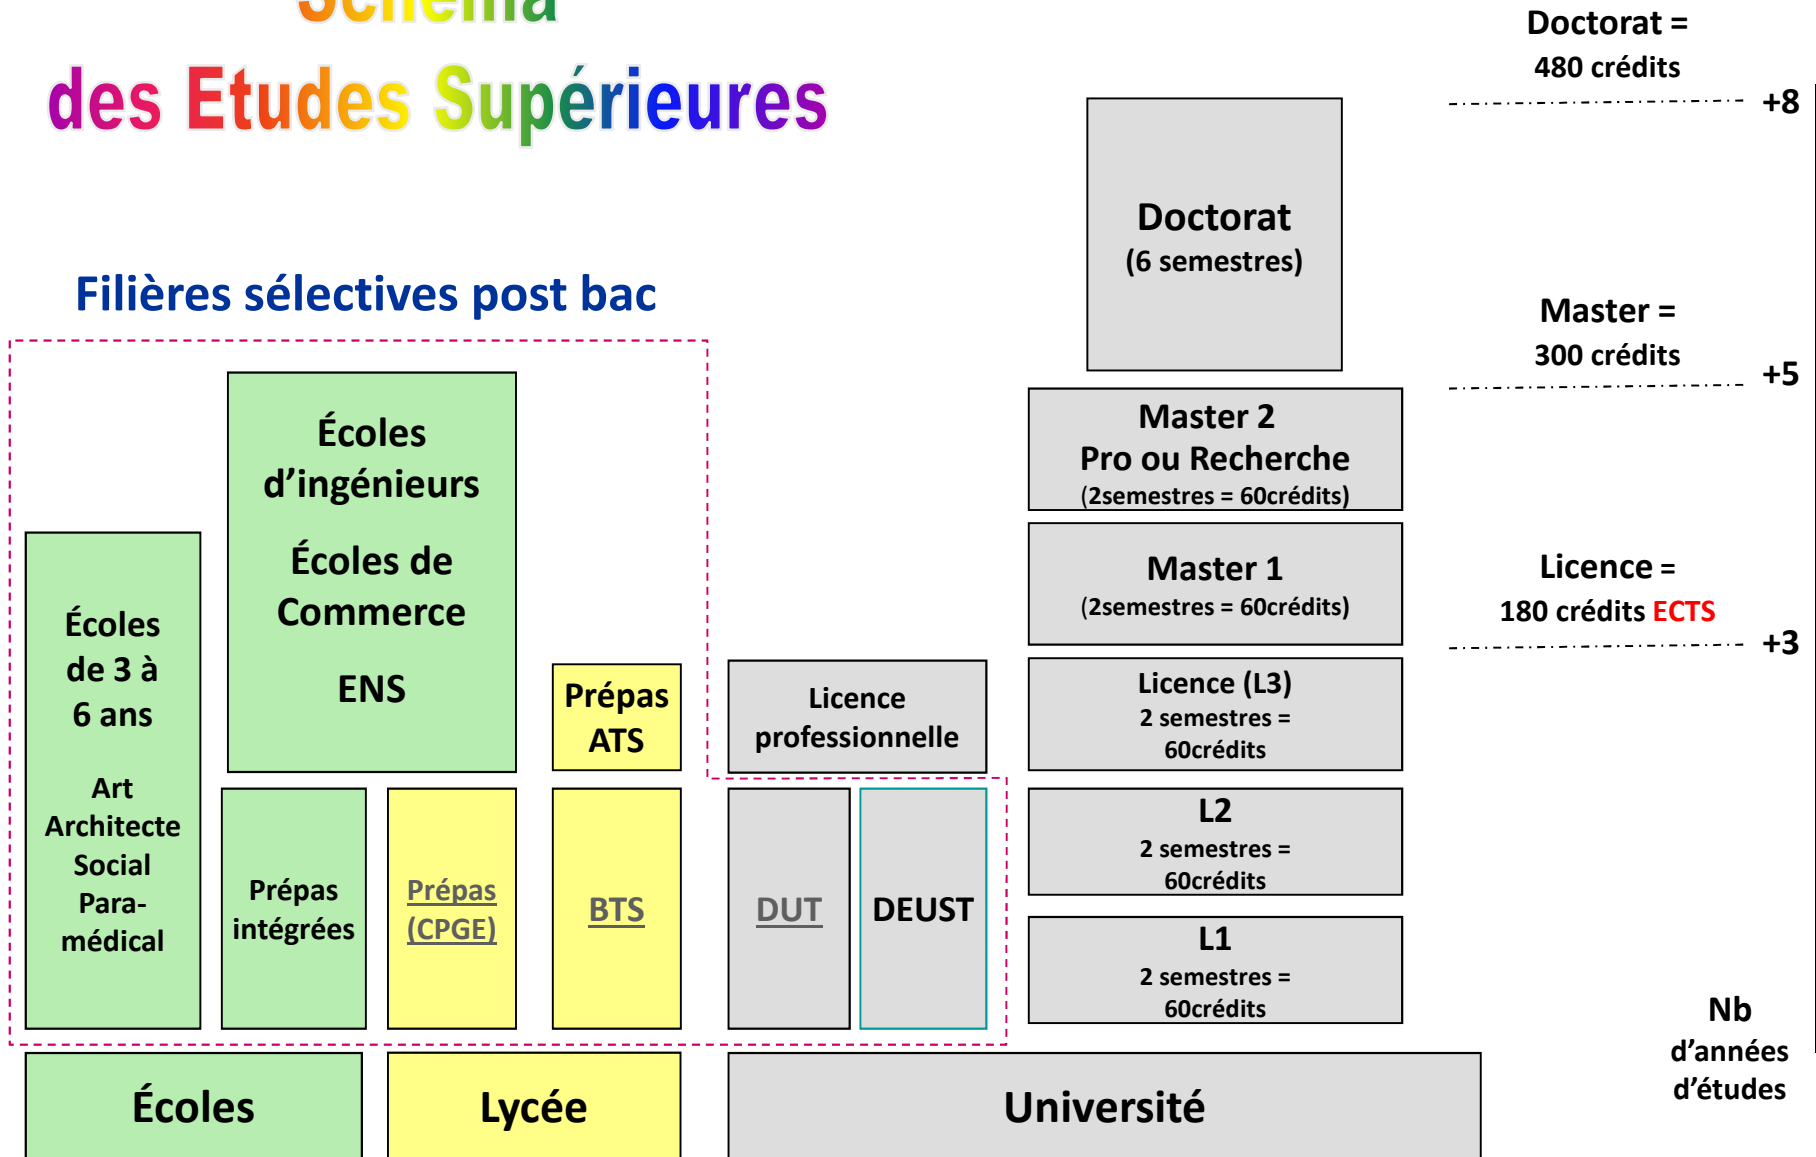 Schéma
des Etudes Supérieures
Filières sélectives post bac
Écoles
de 3 à
6 ans
Art
Architecte
Social
Para-
médical
Écoles
d’ingénieurs
Écoles de
Commerce
ENS
Prépas
intégrées
Prépas
(CPGE)
Prépas
ATS
BTS
Licence
professionnelle
DUT
DEUST
Doctorat
(6 semestres)
Master 2
Pro ou Recherche
(2semestres = 60crédits)
Master 1
(2semestres = 60crédits)
Licence (L3)
2 semestres =
60crédits
L2
2 semestres =
60crédits
L1
2 semestres =
60crédits
Doctorat =
480 crédits
+8
Master =
300 crédits
+5
Licence =
180 crédits ECTS
+3
Nb
d’années
d’études
Écoles
Lycée
Université